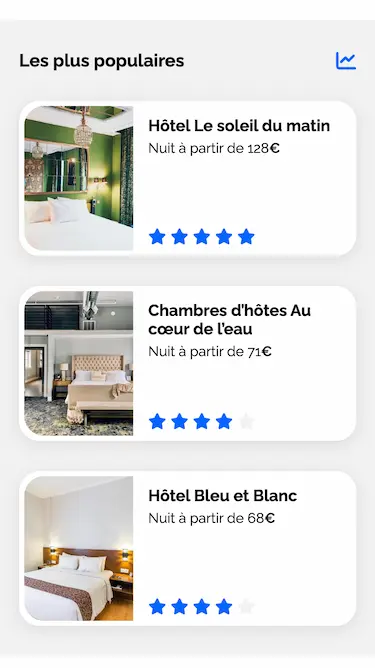 Les plus populaires
Hôtel Le soleil du matin
Nuit à partir de 128€
Chambres d'hôtes Au
cœur de l'eau
Nuit à partir de 71€
Hôtel Bleu et Blanc
Nuit à partir de 68€